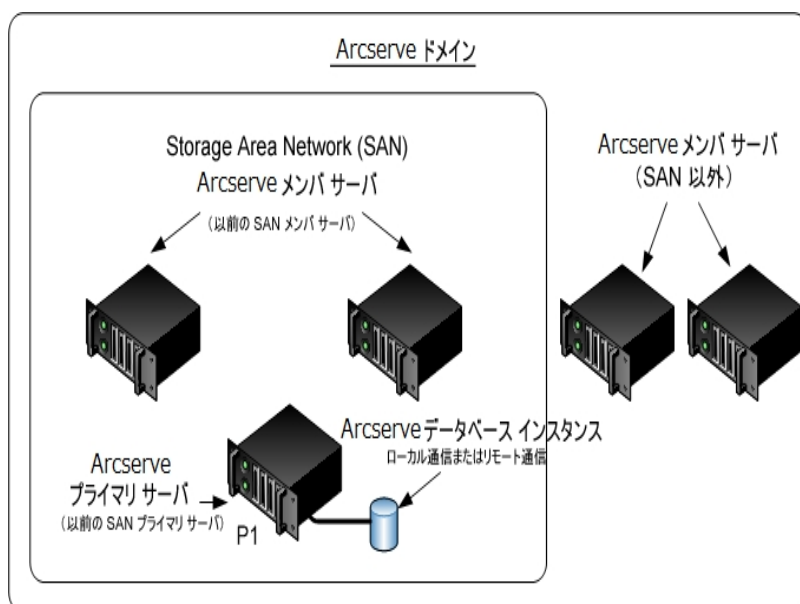 Arcserve ドメイン
Storage Area Network (SAN)
Arcserve メンバ サーバ
(以前の SAN メンバ サーバ)
Arcserve メンバ サーバ
(SAN 以外)
Arcserve データベース インスタンス
ローカル通信またはリモート通信
Arcserve
プライマリ サーバ
(以前の SAN プライマリ サーバ)
P1